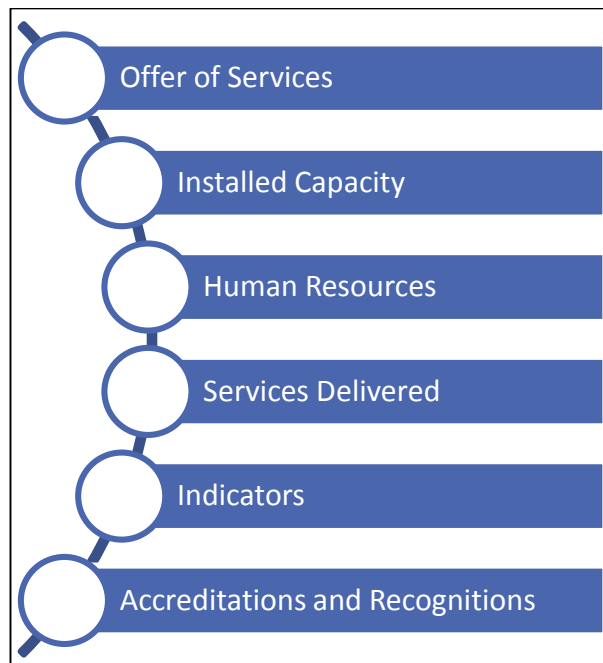 Offer of Services
Installed Capacity
Human Resources
Services Delivered
Indicators
Accreditations and Recognitions